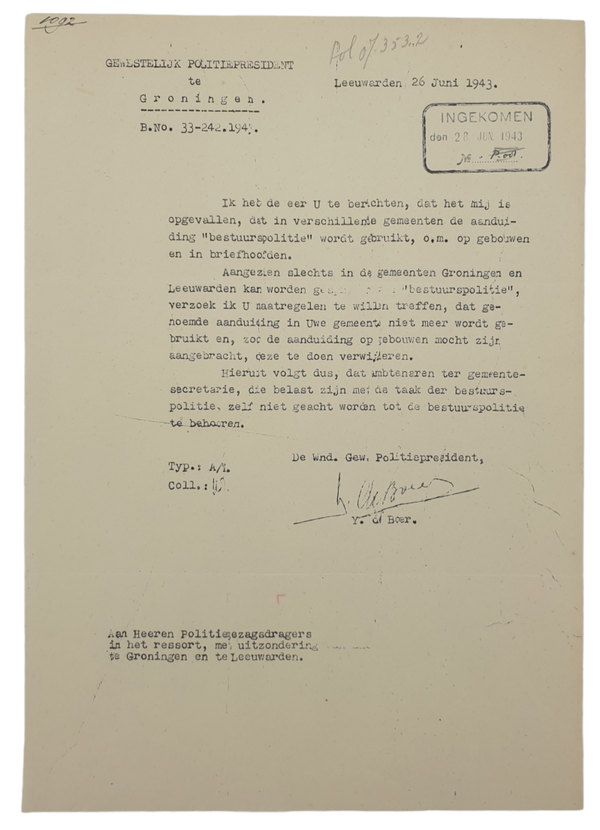 1092
Pol 07.353.2
GEWESTELIJK POLITIEPRESIDENT
te
Groningen.
B.No. 33-242.1943.
Leeuwarden 26 Juni 1943.
INGEKOMEN
den 28 JUN 1943
Ik heb de eer U te berichten, dat het mij is
opgevallen, dat in verschillende gemeenten de aandui-
ding "bestuurspolitie" wordt gebruikt, o.m. op gebouwen
en in briefhoofden.
Aangezien slechts in de gemeenten Groningen en
Leeuwarden kan worden "bestuurspolitie",
verzoek ik U maatregelen te willen treffen, dat ge-
noemde aanduiding in Uwe gemeente niet meer wordt ge-
bruikt en, zoo de aanduiding op gebouwen mocht zijn
aangebracht, deze te doen verwijderen.
Hieruit volgt dus, dat ambtenaren ter gemeente-
secretarie, die belast zijn met de taak der bestuurs-
politie, zelf niet geacht worden tot de bestuurspolitie
te behooren.
De Wnd. Gew. Politiepresident,
Typ.: A/
Coll.:
Y. de Boer
Y. de Boer.
Aan Heeren Politiegezagsdragers
in het ressort, met uitzondering
te Groningen en te Leeuwarden.